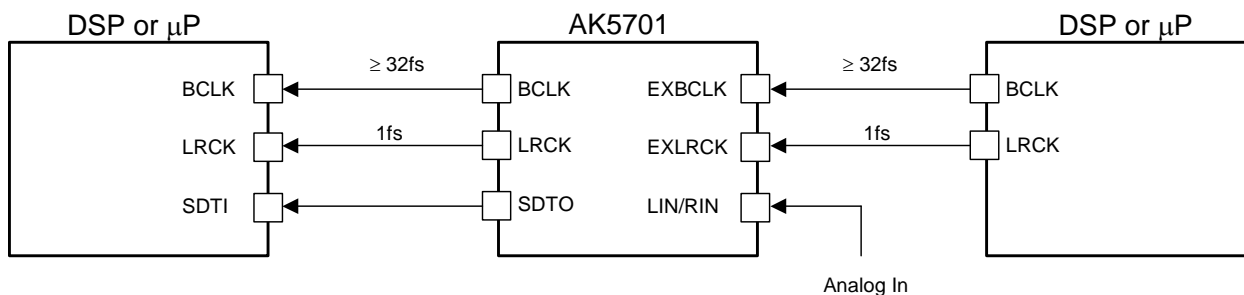 DSP or μP
AK5701
DSP or μP
≥ 32fs
≥ 32fs
BCLK
BCLK
EXBCLK
BCLK
1fs
1fs
LRCK
LRCK
EXLRCK
LRCK
SDTI
SDTO
LIN/RIN
Analog In